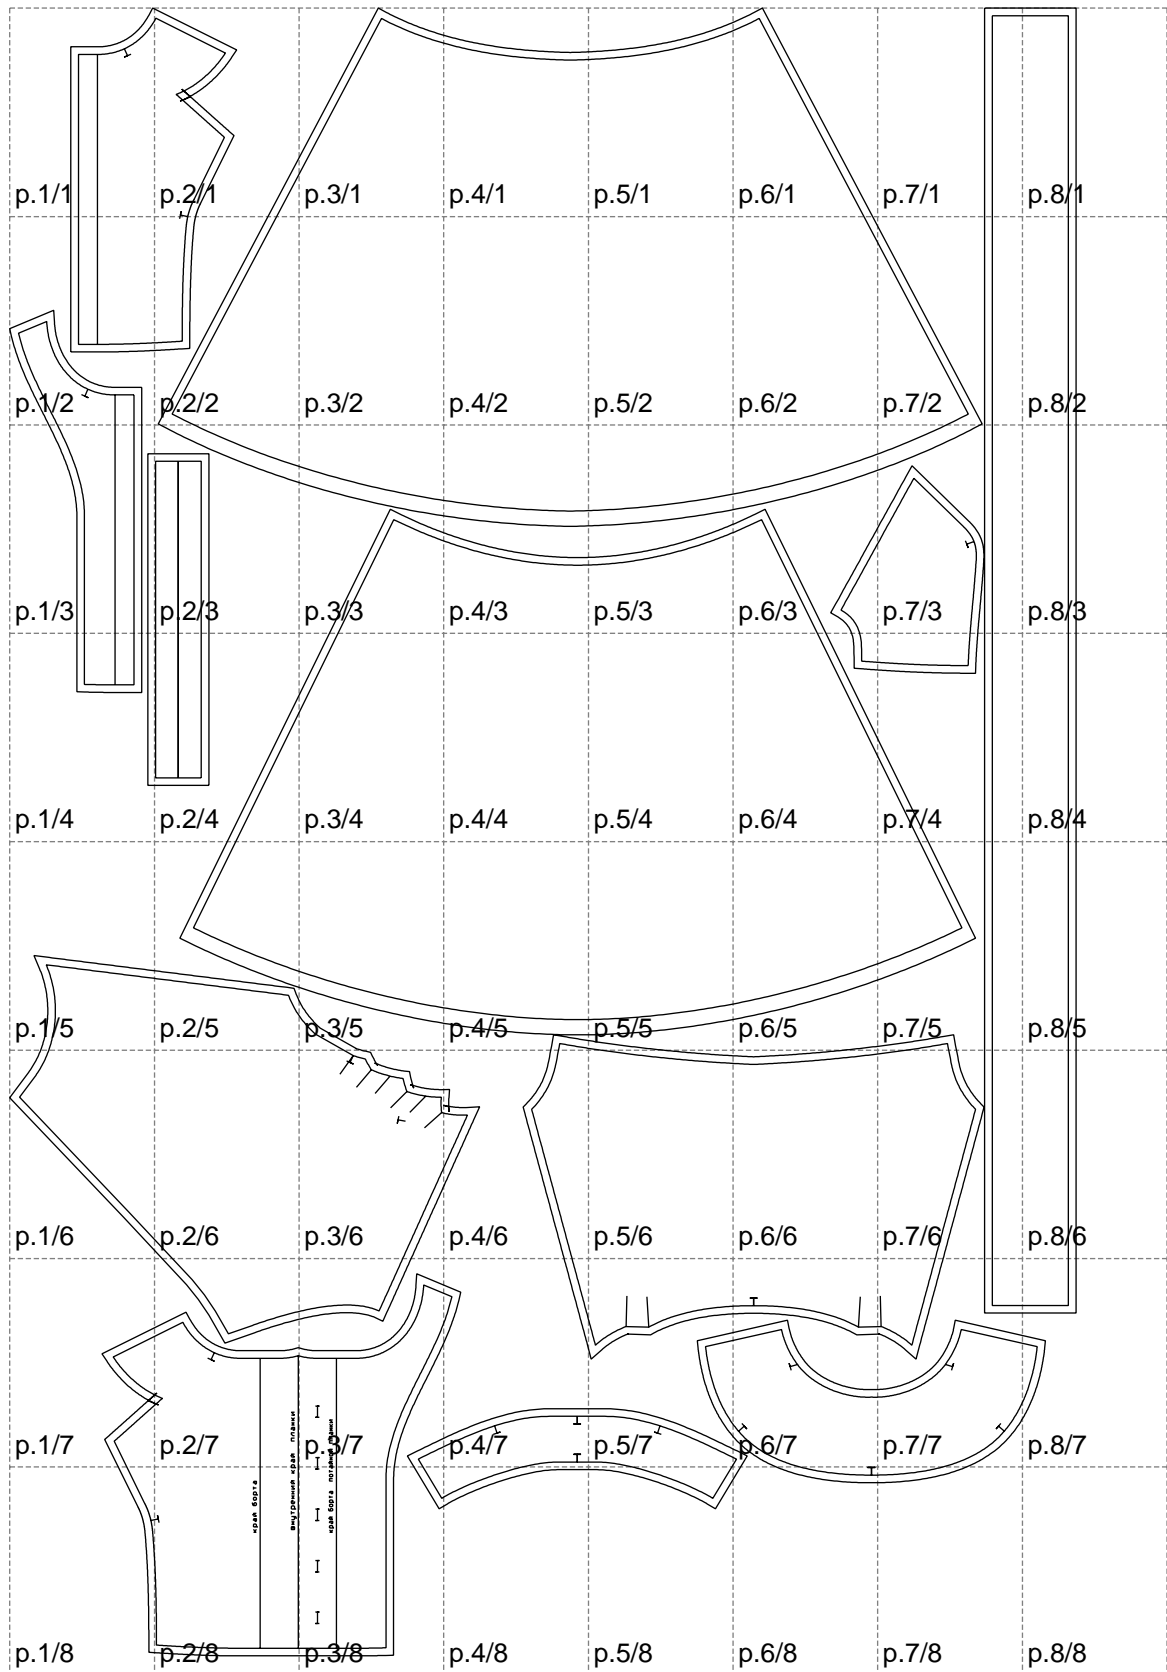 p.1/1 p.2/1 p.3/1 p.4/1 p.5/1 p.6/1 p.7/1 p.8/1
p.1/2 p.2/2 p.3/2 p.4/2 p.5/2 p.6/2 p.7/2 p.8/2
p.1/3 p.2/3 p.3/3 p.4/3 p.5/3 p.6/3 p.7/3 p.8/3
p.1/4 p.2/4 p.3/4 p.4/4 p.5/4 p.6/4 p.7/4 p.8/4
p.1/5 p.2/5 p.3/5 p.4/5 p.5/5 p.6/5 p.7/5 p.8/5
p.1/6 p.2/6 p.3/6 p.4/6 p.5/6 p.6/6 p.7/6 p.8/6
p.1/7 p.2/7 p.3/7 p.4/7 p.5/7 p.6/7 p.7/7 p.8/7
край борта
внутренний край планки
край борта потайной планки
p.1/8 p.2/8 p.3/8 p.4/8 p.5/8 p.6/8 p.7/8 p.8/8